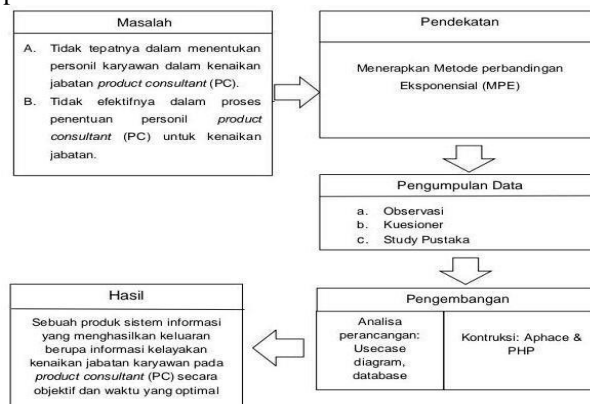 Masalah
A. Tidak tepatnya dalam menentukan
personil karyawan dalam kenaikan
jabatan product consultant (PC).
B. Tidak efektifnya dalam proses
penentuan personil product
consultant (PC) untuk kenaikan
jabatan.
Pendekatan
Menerapkan Metode perbandingan
Eksponensial (MPE)
Pengumpulan Data
a. Observasi
b. Kuesioner
c. Study Pustaka
Pengembangan
Analisa
perancangan:
Usecase
diagram,
database
Kontruksi: Aphace &
PHP
Hasil
Sebuah produk sistem informasi
yang menghasilkan keluaran
berupa informasi kelayakan
kenaikan jabatan karyawan pada
product consultant (PC) secara
objektif dan waktu yang optimal